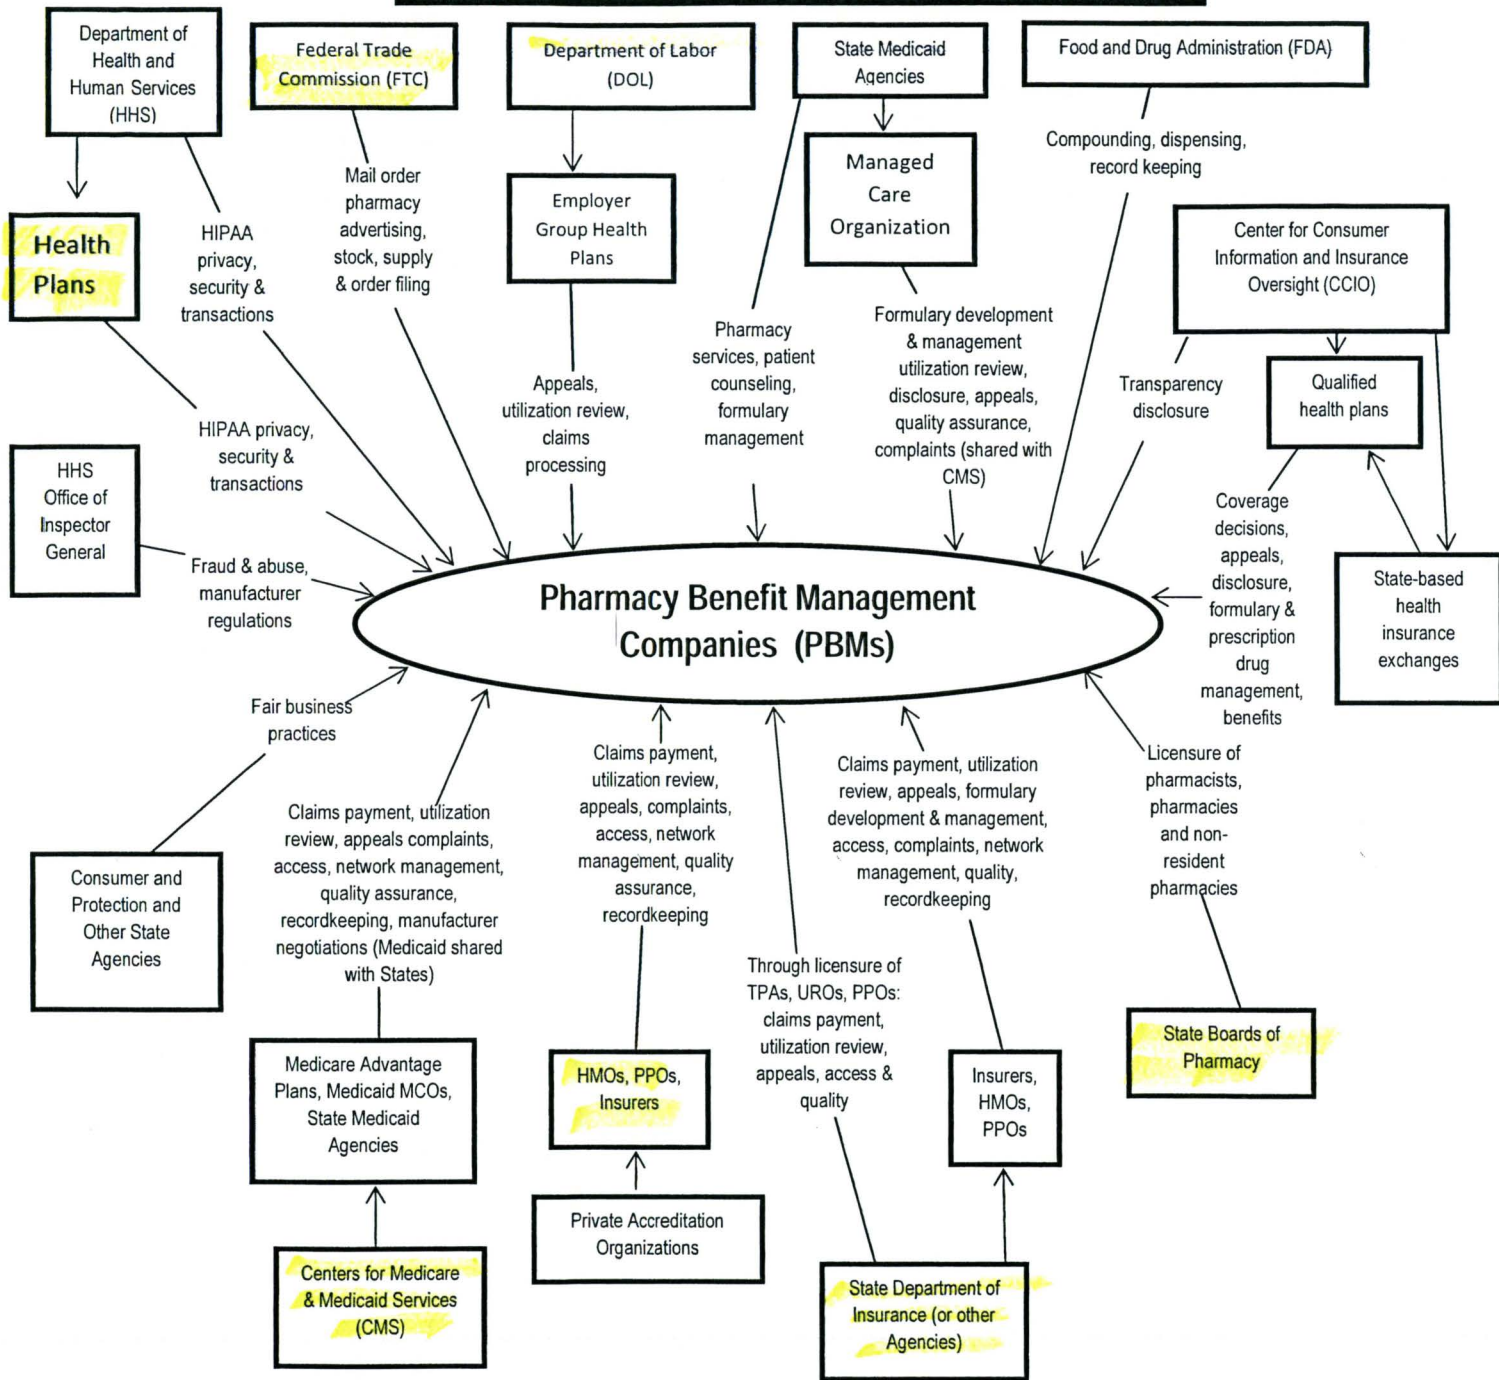 Department of
Health and
Human Services
(HHS)
Federal Trade
Commission (FTC)
Department of Labor
(DOL)
State Medicaid
Agencies
Food and Drug Administration (FDA)
Health
Plans
HIPAA
privacy,
security &
transactions
Mail order
pharmacy
advertising,
stock, supply
& order filing
Employer
Group Health
Plans
Managed
Care
Organization
Compounding, dispensing,
record keeping
Center for Consumer
Information and Insurance
Oversight (CCIO)
HIPAA privacy,
security &
transactions
Appeals,
utilization review,
claims
processing
Pharmacy
services, patient
counseling,
formulary
management
Formulary development
& management
utilization review,
disclosure, appeals,
quality assurance,
complaints (shared with
CMS)
Transparency
disclosure
Qualified
health plans
HHS
Office of
Inspector
General
Fraud & abuse,
manufacturer
regulations
Coverage
decisions,
appeals,
disclosure,
formulary &
prescription
drug
management,
benefits
State-based
health
insurance
exchanges
Pharmacy Benefit Management
Companies (PBMs)
Fair business
practices
Consumer and
Protection and
Other State
Agencies
Claims payment, utilization
review, appeals complaints,
access, network management,
quality assurance,
recordkeeping, manufacturer
negotiations (Medicaid shared
with States)
Medicare Advantage
Plans, Medicaid MCOs,
State Medicaid
Agencies
Centers for Medicare
& Medicaid Services
(CMS)
Claims payment,
utilization review,
appeals, complaints,
access, network
management, quality
assurance,
recordkeeping
HMOs, PPOs,
Insurers
Private Accreditation
Organizations
Through licensure of
TPAs, UROs, PPOs:
claims payment,
utilization review,
appeals, access &
quality
Claims payment, utilization
review, appeals, formulary
development & management,
access, complaints, network
management, quality,
recordkeeping
Insurers,
HMOs,
PPOs
State Department of
Insurance (or other
Agencies)
Licensure of
pharmacists,
pharmacies
and non-
resident
pharmacies
State Boards of
Pharmacy